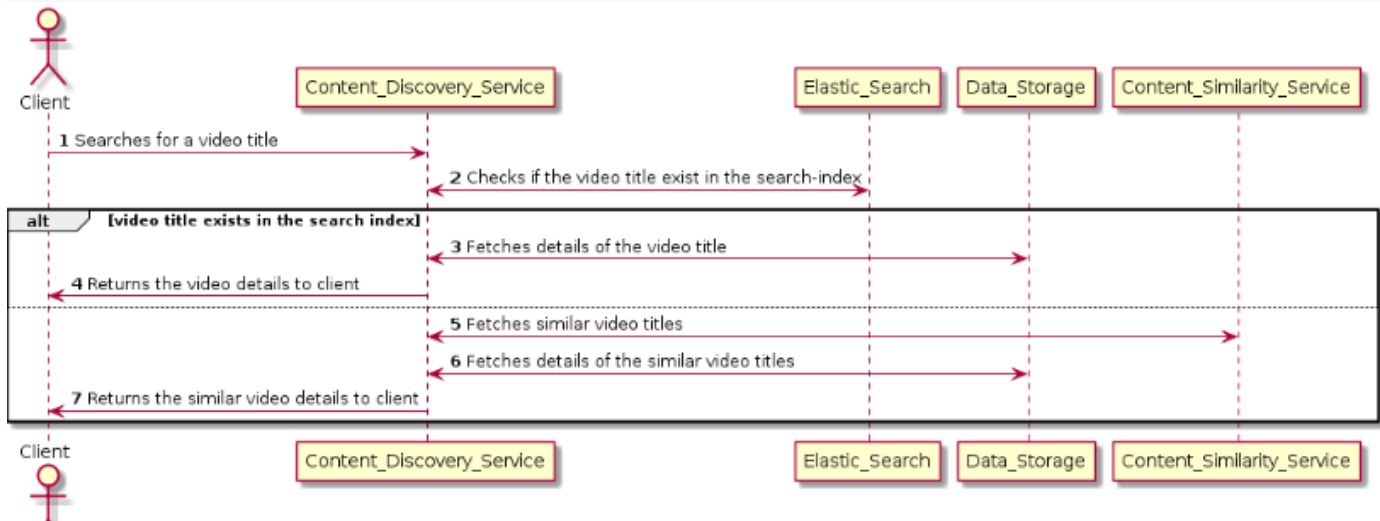 Client
Content_Discovery_Service
Elastic_Search
Data_Storage
Content_Similarity_Service
1 Searches for a video title
2 Checks if the video title exist in the search-index
alt [video title exists in the search index]
3 Fetches details of the video title
4 Returns the video details to client
5 Fetches similar video titles
6 Fetches details of the similar video titles
7 Returns the similar video details to client
Client
Content_Discovery_Service
Elastic_Search
Data_Storage
Content_Similarity_Service